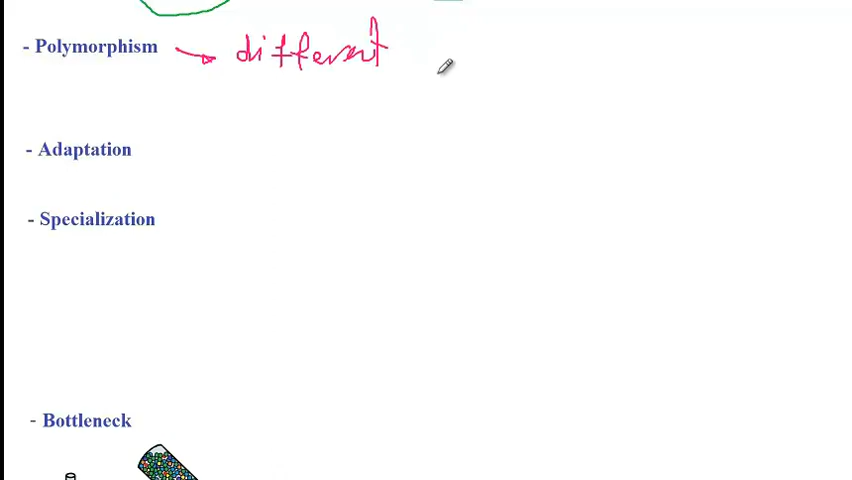 - Polymorphism → different
- Adaptation
- Specialization
- Bottleneck